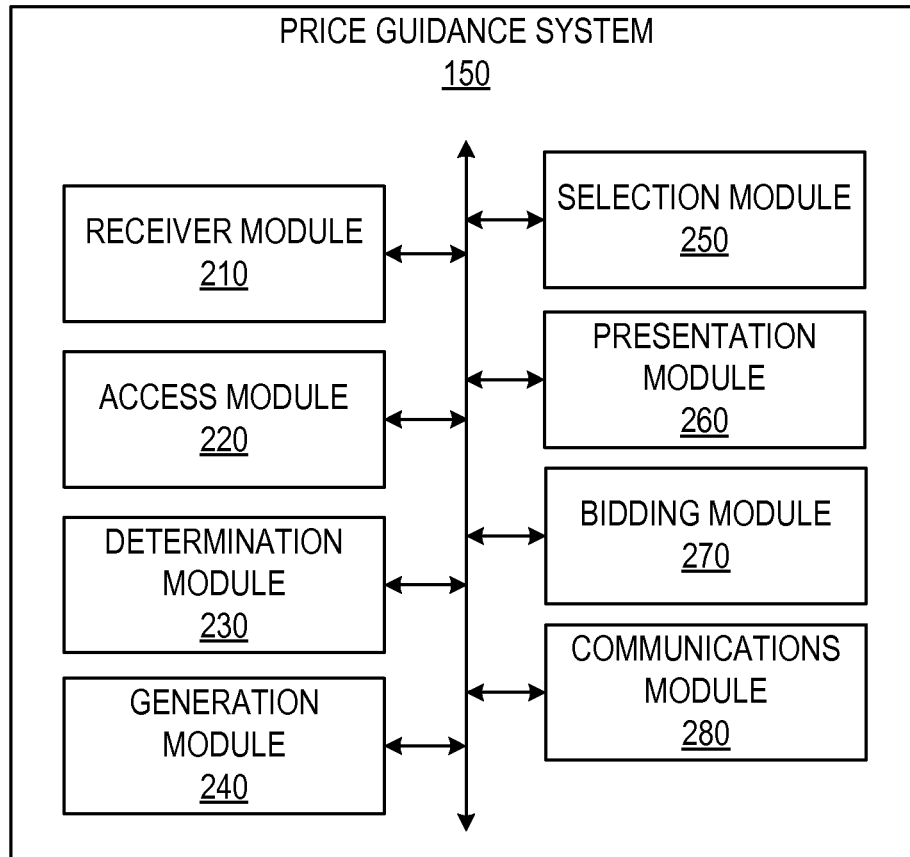 PRICE GUIDANCE SYSTEM
150
RECEIVER MODULE
210
ACCESS MODULE
220
DETERMINATION
MODULE
230
GENERATION
MODULE
240
SELECTION MODULE
250
PRESENTATION
MODULE
260
BIDDING MODULE
270
COMMUNICATIONS
MODULE
280